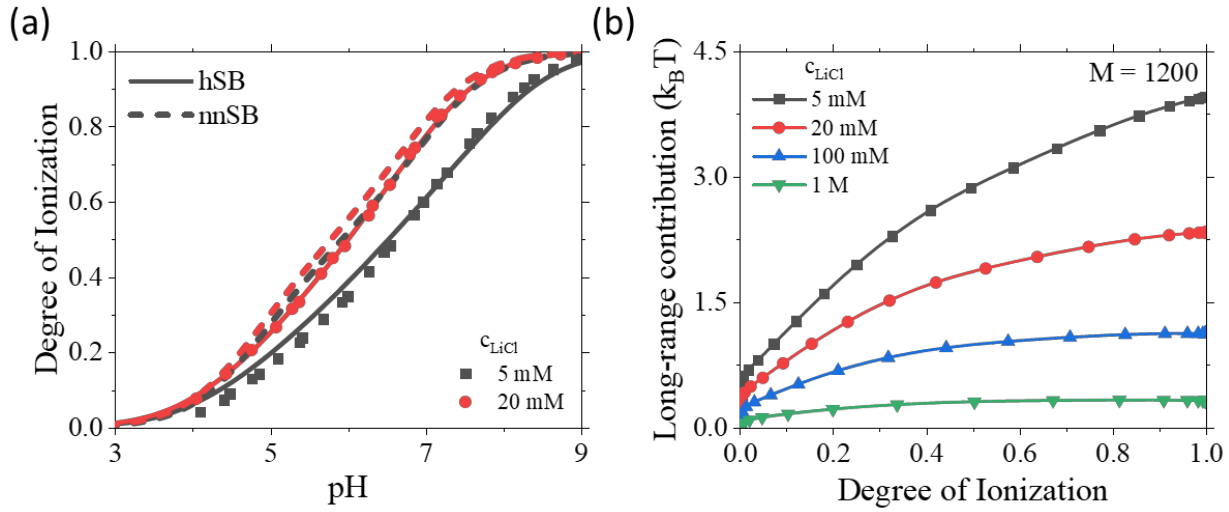 (a)
1.0
0.8
0.6
0.4
0.2
0.0
Degree of Ionization
hSB
nnSB
c_LiCl
5 mM
20 mM
3
5
7
9
pH
(b)
4.5
3.0
1.5
0.0
Long-range contribution (k_BT)
c_LiCl
5 mM
20 mM
100 mM
1 M
M = 1200
0.0
0.2
0.4
0.6
0.8
1.0
Degree of Ionization